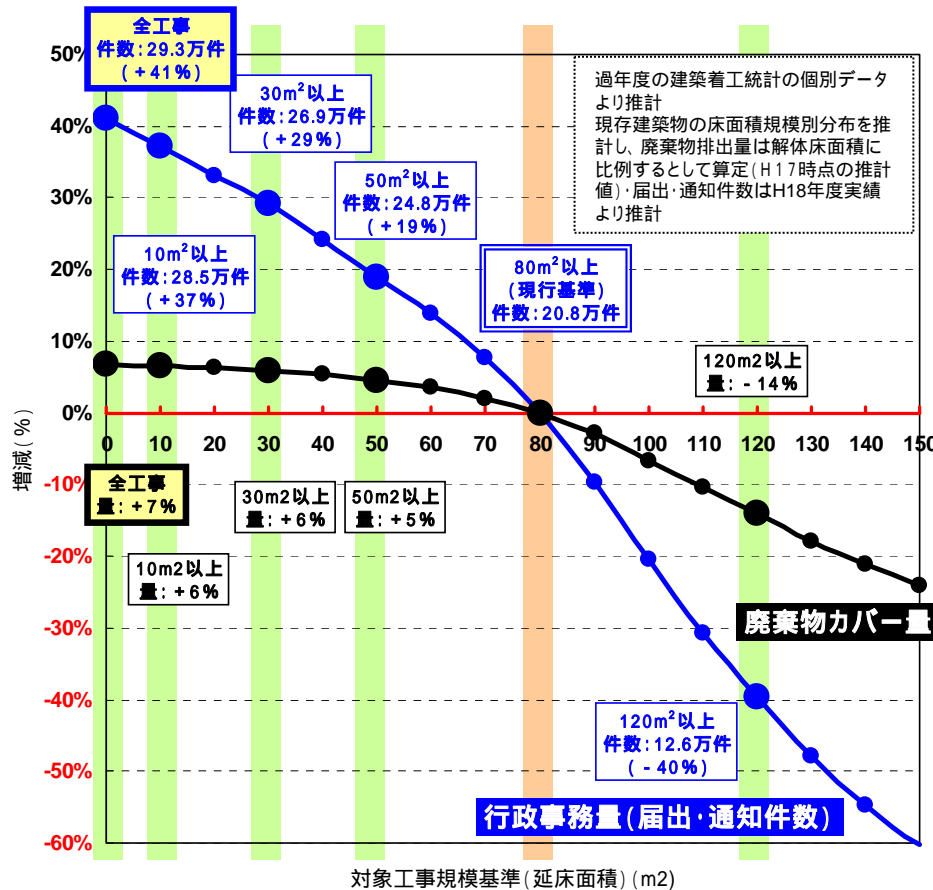 全工事
件数:29.3万件
(+41%)
30m²以上
件数:26.9万件
(+29%)
50m²以上
件数:24.8万件
(+19%)
10m²以上
件数:28.5万件
(+37%)
80m²以上
(現行基準)
件数:20.8万件
過年度の建築着工統計の個別データ
より推計
現存建築物の床面積規模別分布を推
計し、廃棄物排出量は解体床面積に
比例するとして算定(H17時点の推計
値)・届出・通知件数はH18年度実績
より推計
120m2以上
量:-14%
50%
40%
30%
20%
10%
0%
-10%
-20%
-30%
-40%
-50%
-60%
増減(%)
0 10 20 30 40 50 60 70 80 90 100 110 120 130 140 150
全工事
量:+7%
10m2以上
量:+6%
30m2以上
量:+6%
50m2以上
量:+5%
廃棄物カバー量
120m²以上
件数:12.6万件
(-40%)
行政事務量(届出・通知件数)
対象工事規模基準(延床面積)(m2)